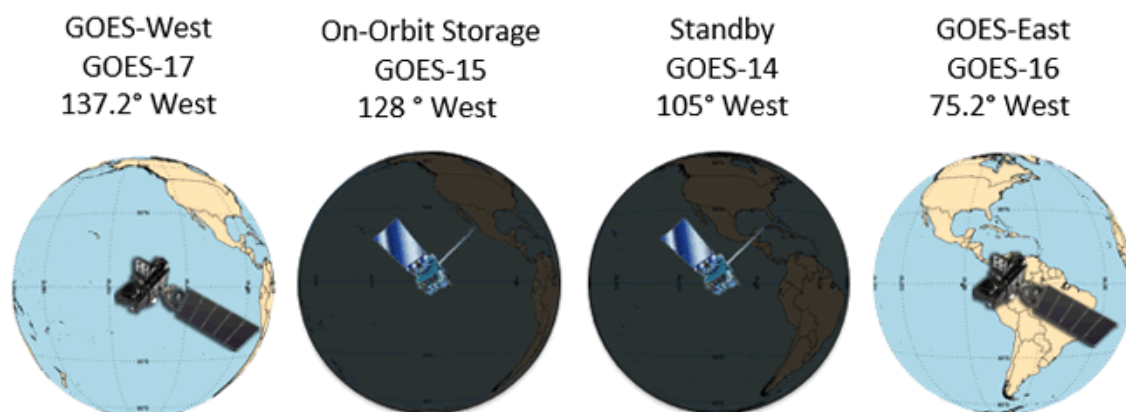 GOES-West
GOES-17
137.2° West
On-Orbit Storage
GOES-15
128 ° West
Standby
GOES-14
105° West
GOES-East
GOES-16
75.2° West